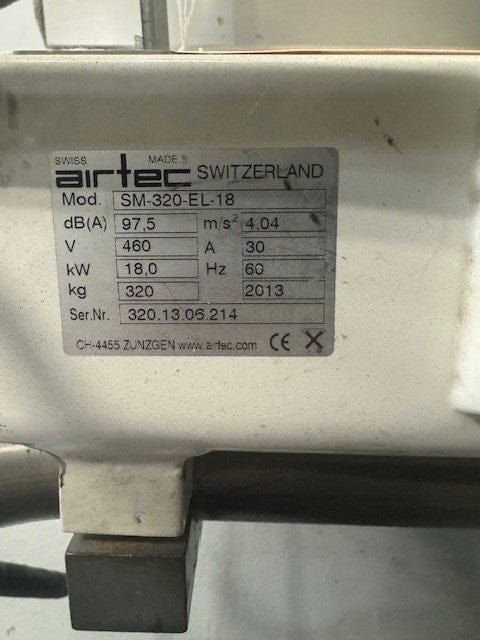 SWISS MADE
airtec SWITZERLAND
Mod. SM-320-EL-18
dB(A) 97,5 m/s² 4.04
V 460 A 30
kW 18,0 Hz 60
kg 320 2013
Ser.Nr. 320.13.06.214
CH-4455 ZUNZGEN www.airtec.com CE